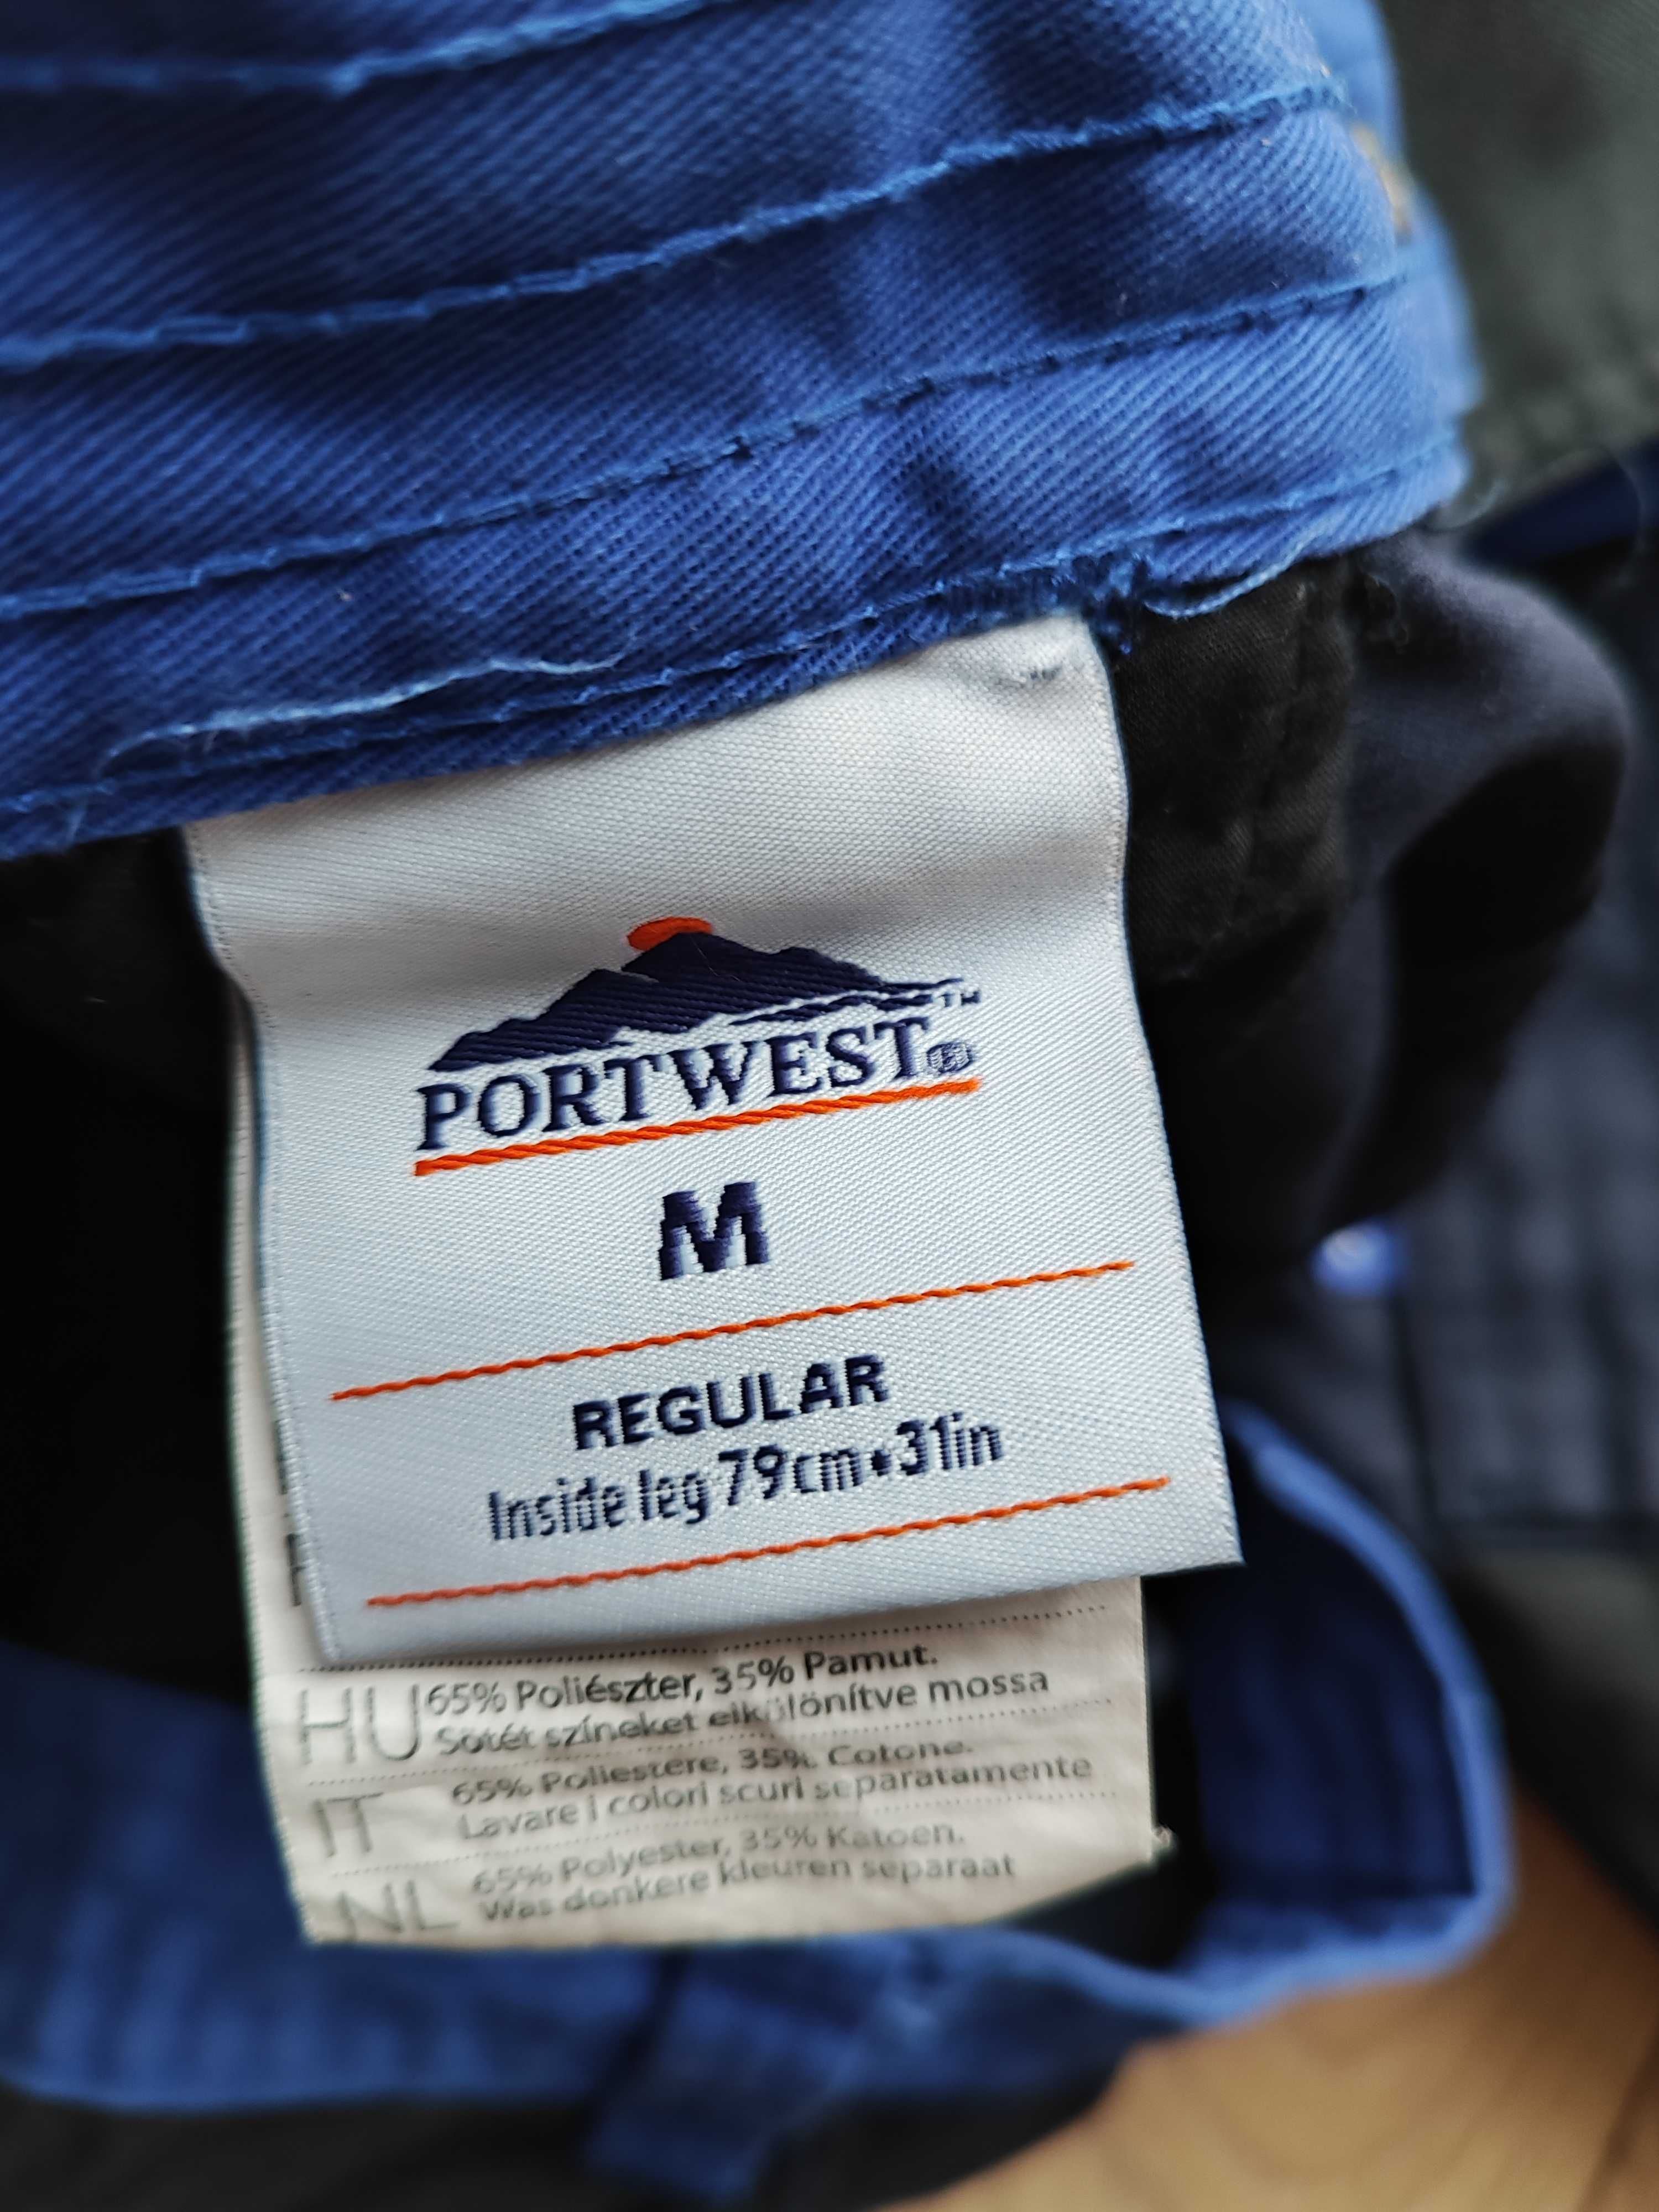 PORTWEST® ™
M
REGULAR
Inside leg 79cm•31in
HU 65% Poliészter, 35% Pamut.
Sötét színeket elkülönítve mossa
IT 65% Poliestere, 35% Cotone.
Lavare i colori scuri separatamente
NL 65% Polyester, 35% Katoen.
Was donkere kleuren separaat